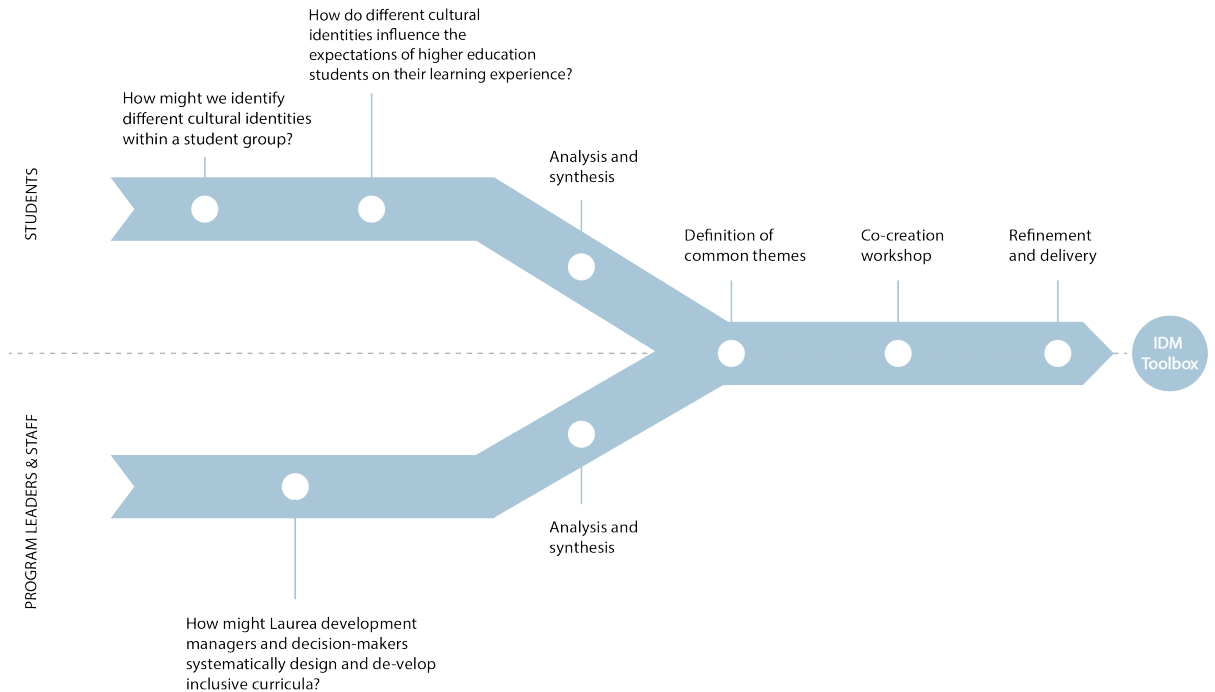 How do different cultural
identities influence the
expectations of higher education
students on their learning experience?
How might we identify
different cultural identities
within a student group?
Analysis and
synthesis
STUDENTS
Definition of
common themes
Co-creation
workshop
Refinement
and delivery
IDM
Toolbox
PROGRAM LEADERS & STAFF
Analysis and
synthesis
How might Laurea development
managers and decision-makers
systematically design and de-velop
inclusive curricula?